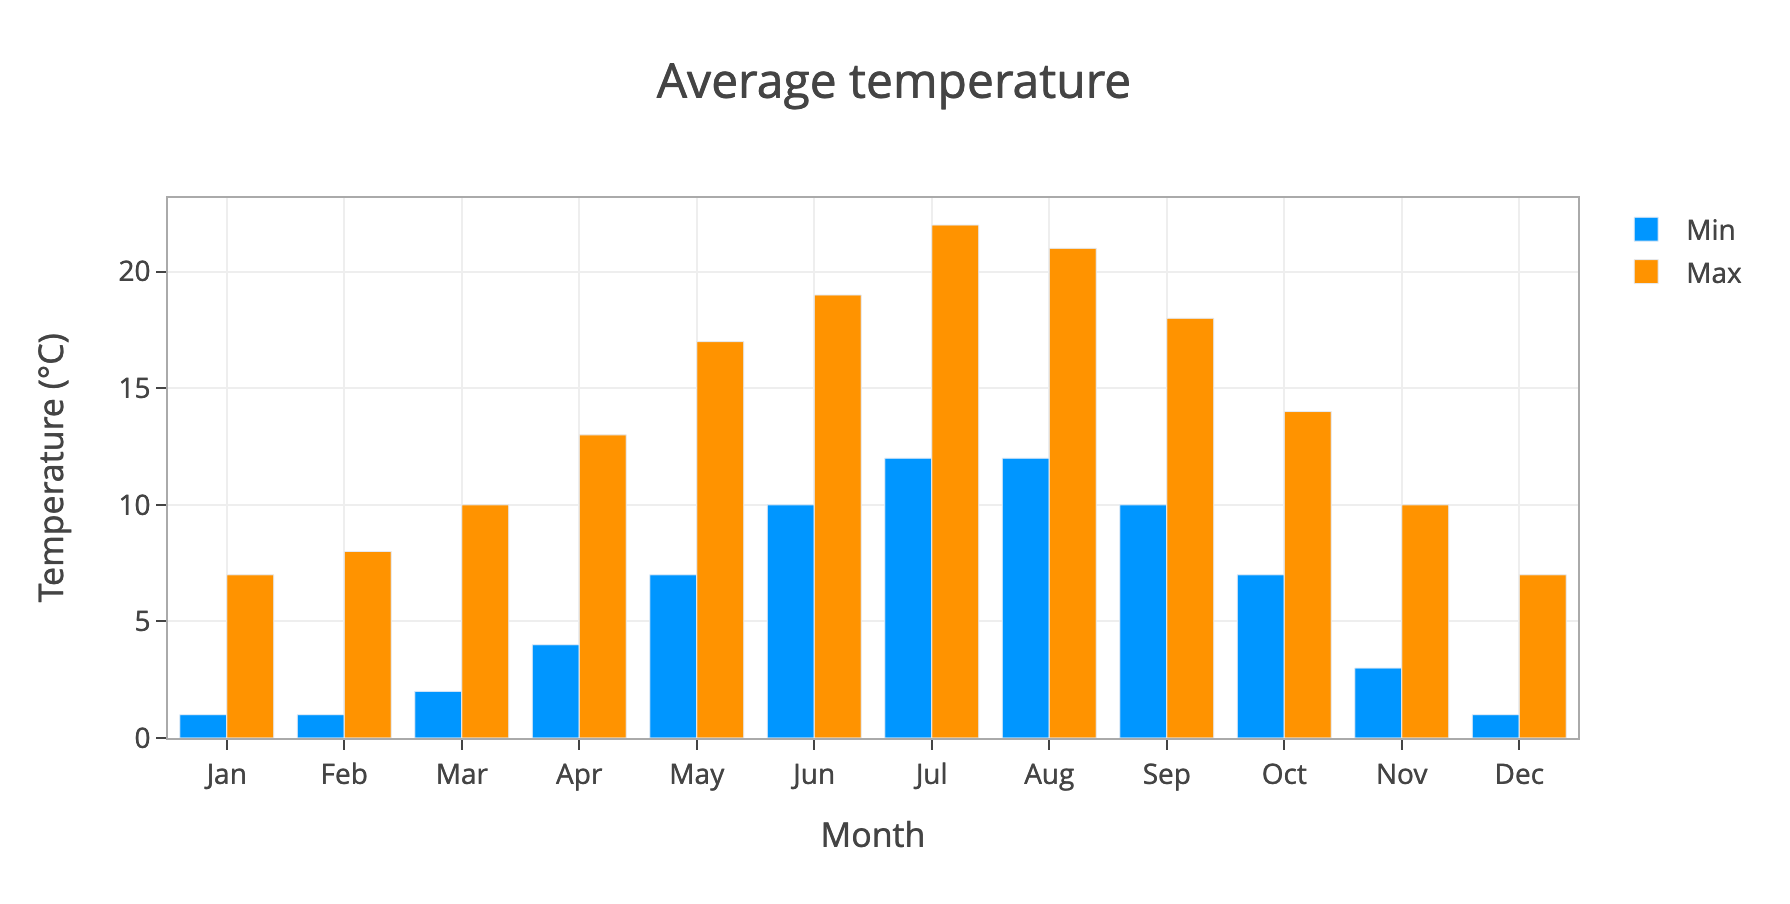 Average temperature
Min
Max
Temperature (°C)
20
15
10
5
0
Jan Feb Mar Apr May Jun Jul Aug Sep Oct Nov Dec
Month